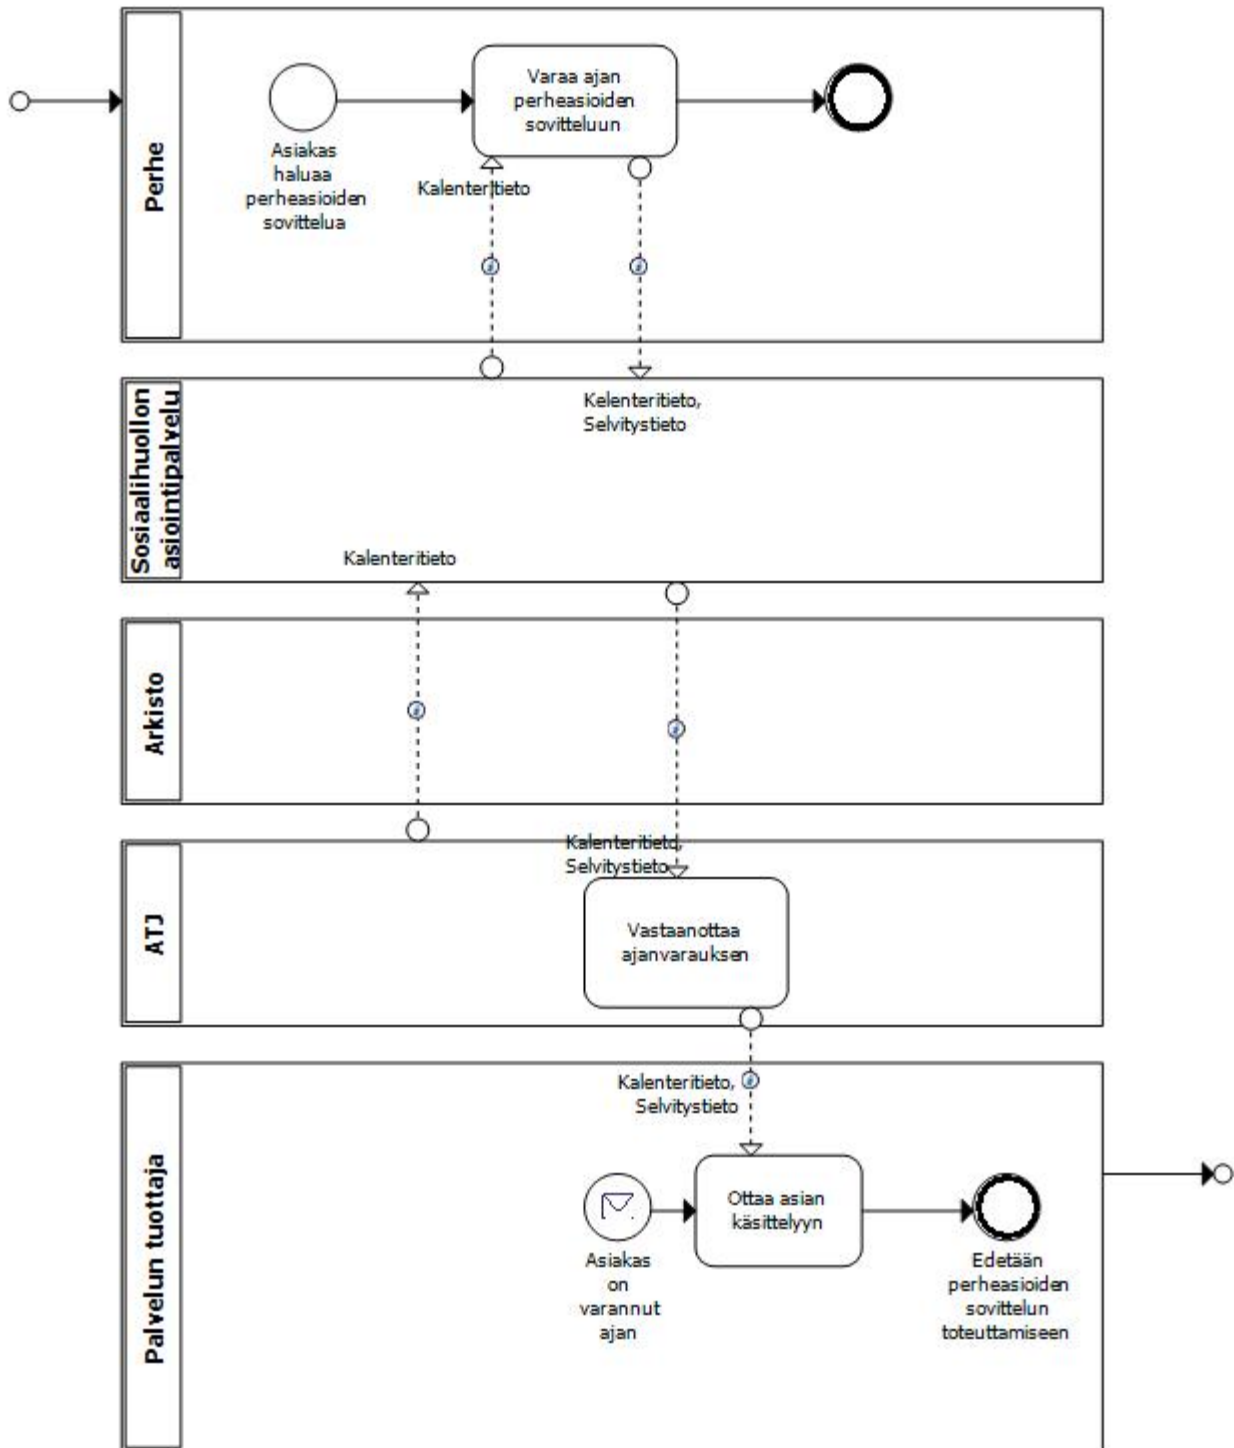 Perhe
Asiakas
haluaa
perheasioiden
sovittelua
Varaa ajan
perheasioiden
sovitteluun
Kalenteritieto
Sosiaalihuollon
asiointipalvelu
Kelenteritieto,
Selvitystieto
Kalenteritieto
Arkisto
ATJ
Kalenteritieto,
Selvitystieto
Vastaanottaa
ajanvarauksen
Palvelun tuottaja
Kalenteritieto,
Selvitystieto
Asiakas
on
varannut
ajan
Ottaa asian
käsittelyyn
Edetään
perheasioiden
sovittelun
toteuttamiseen